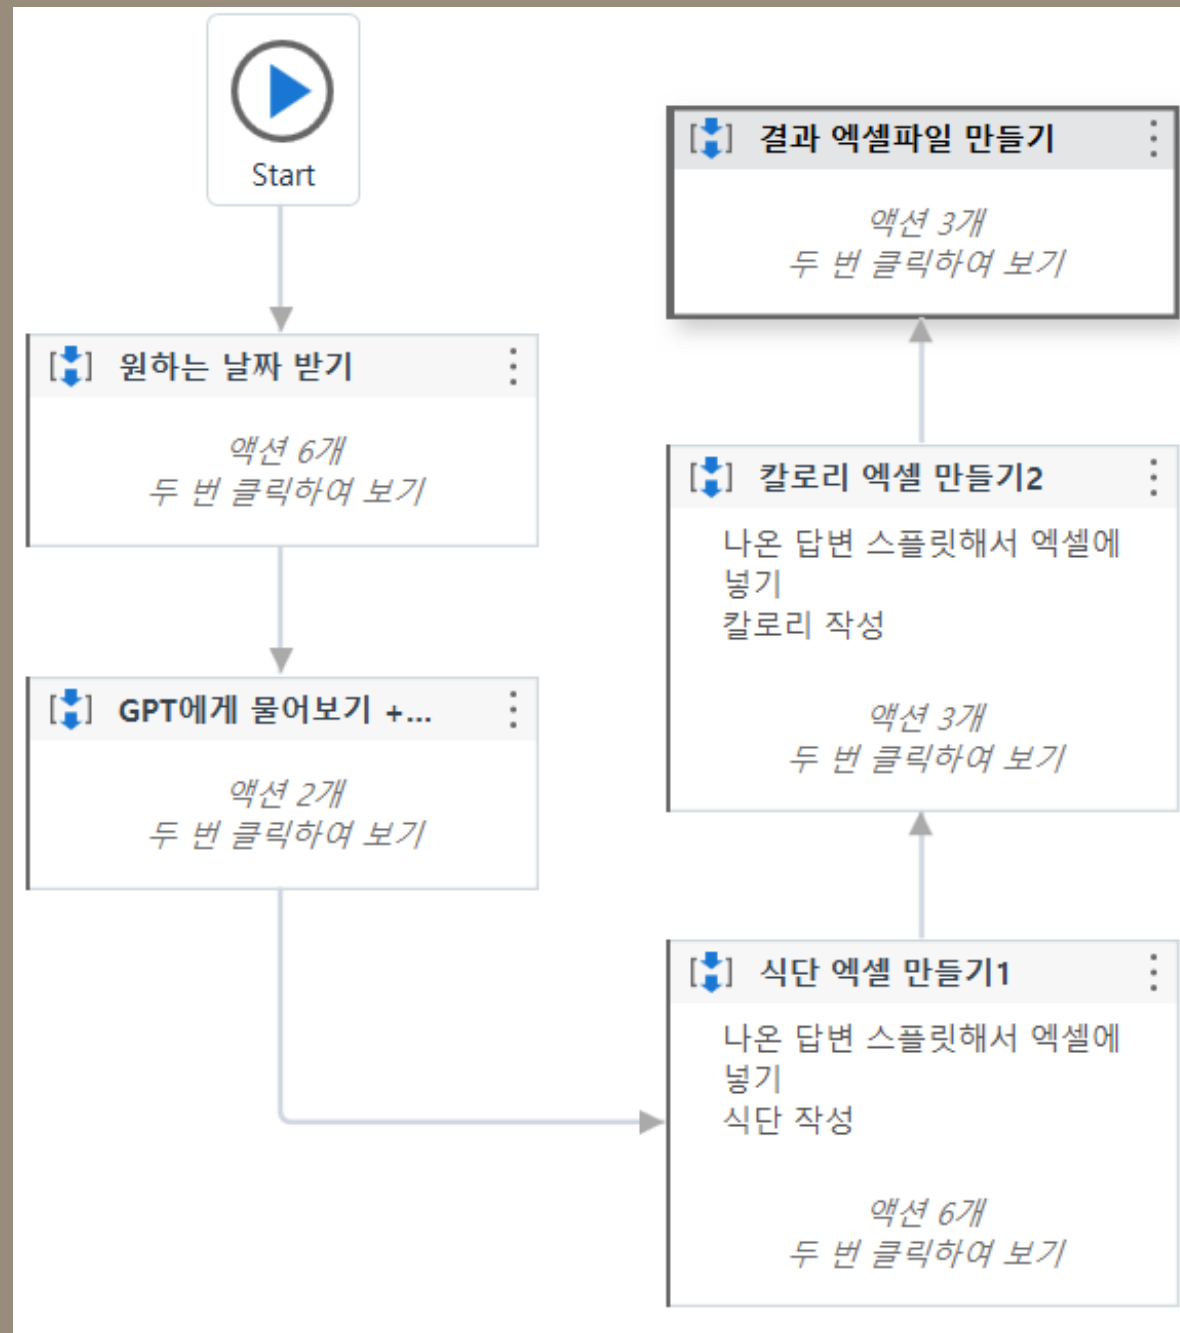 Start
원하는 날짜 받기
액션 6개
두 번 클릭하여 보기
GPT에게 물어보기 +...
액션 2개
두 번 클릭하여 보기
식단 엑셀 만들기1
나온 답변 스플릿해서 엑셀에
넣기
식단 작성
액션 6개
두 번 클릭하여 보기
칼로리 엑셀 만들기2
나온 답변 스플릿해서 엑셀에
넣기
칼로리 작성
액션 3개
두 번 클릭하여 보기
결과 엑셀파일 만들기
액션 3개
두 번 클릭하여 보기